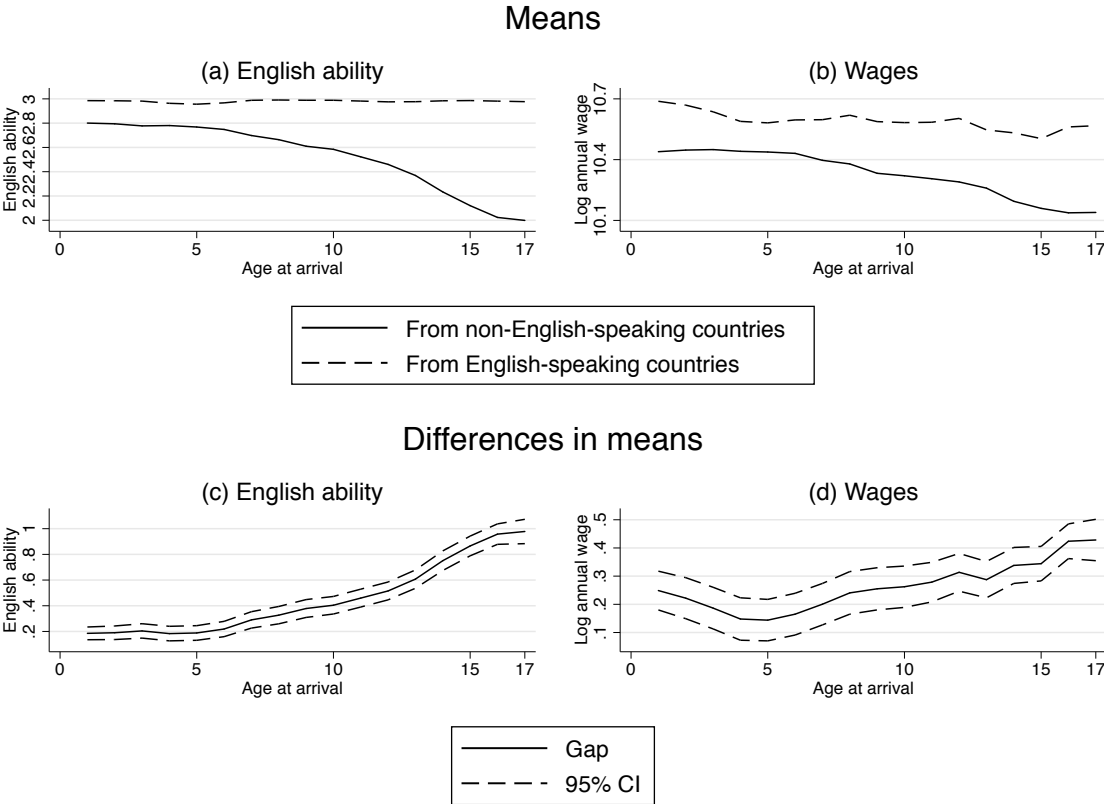 Means
(a) English ability
English ability
3
2.8
2.6
2.4
2.2
2
0 5 10 15 17
Age at arrival
(b) Wages
Log annual wage
10.7
10.4
10.1
0 5 10 15 17
Age at arrival
From non-English-speaking countries
From English-speaking countries
Differences in means
(c) English ability
English ability
1
.8
.6
.4
.2
0 5 10 15 17
Age at arrival
(d) Wages
Log annual wage
.5
.4
.3
.2
.1
0 5 10 15 17
Age at arrival
Gap
95% CI